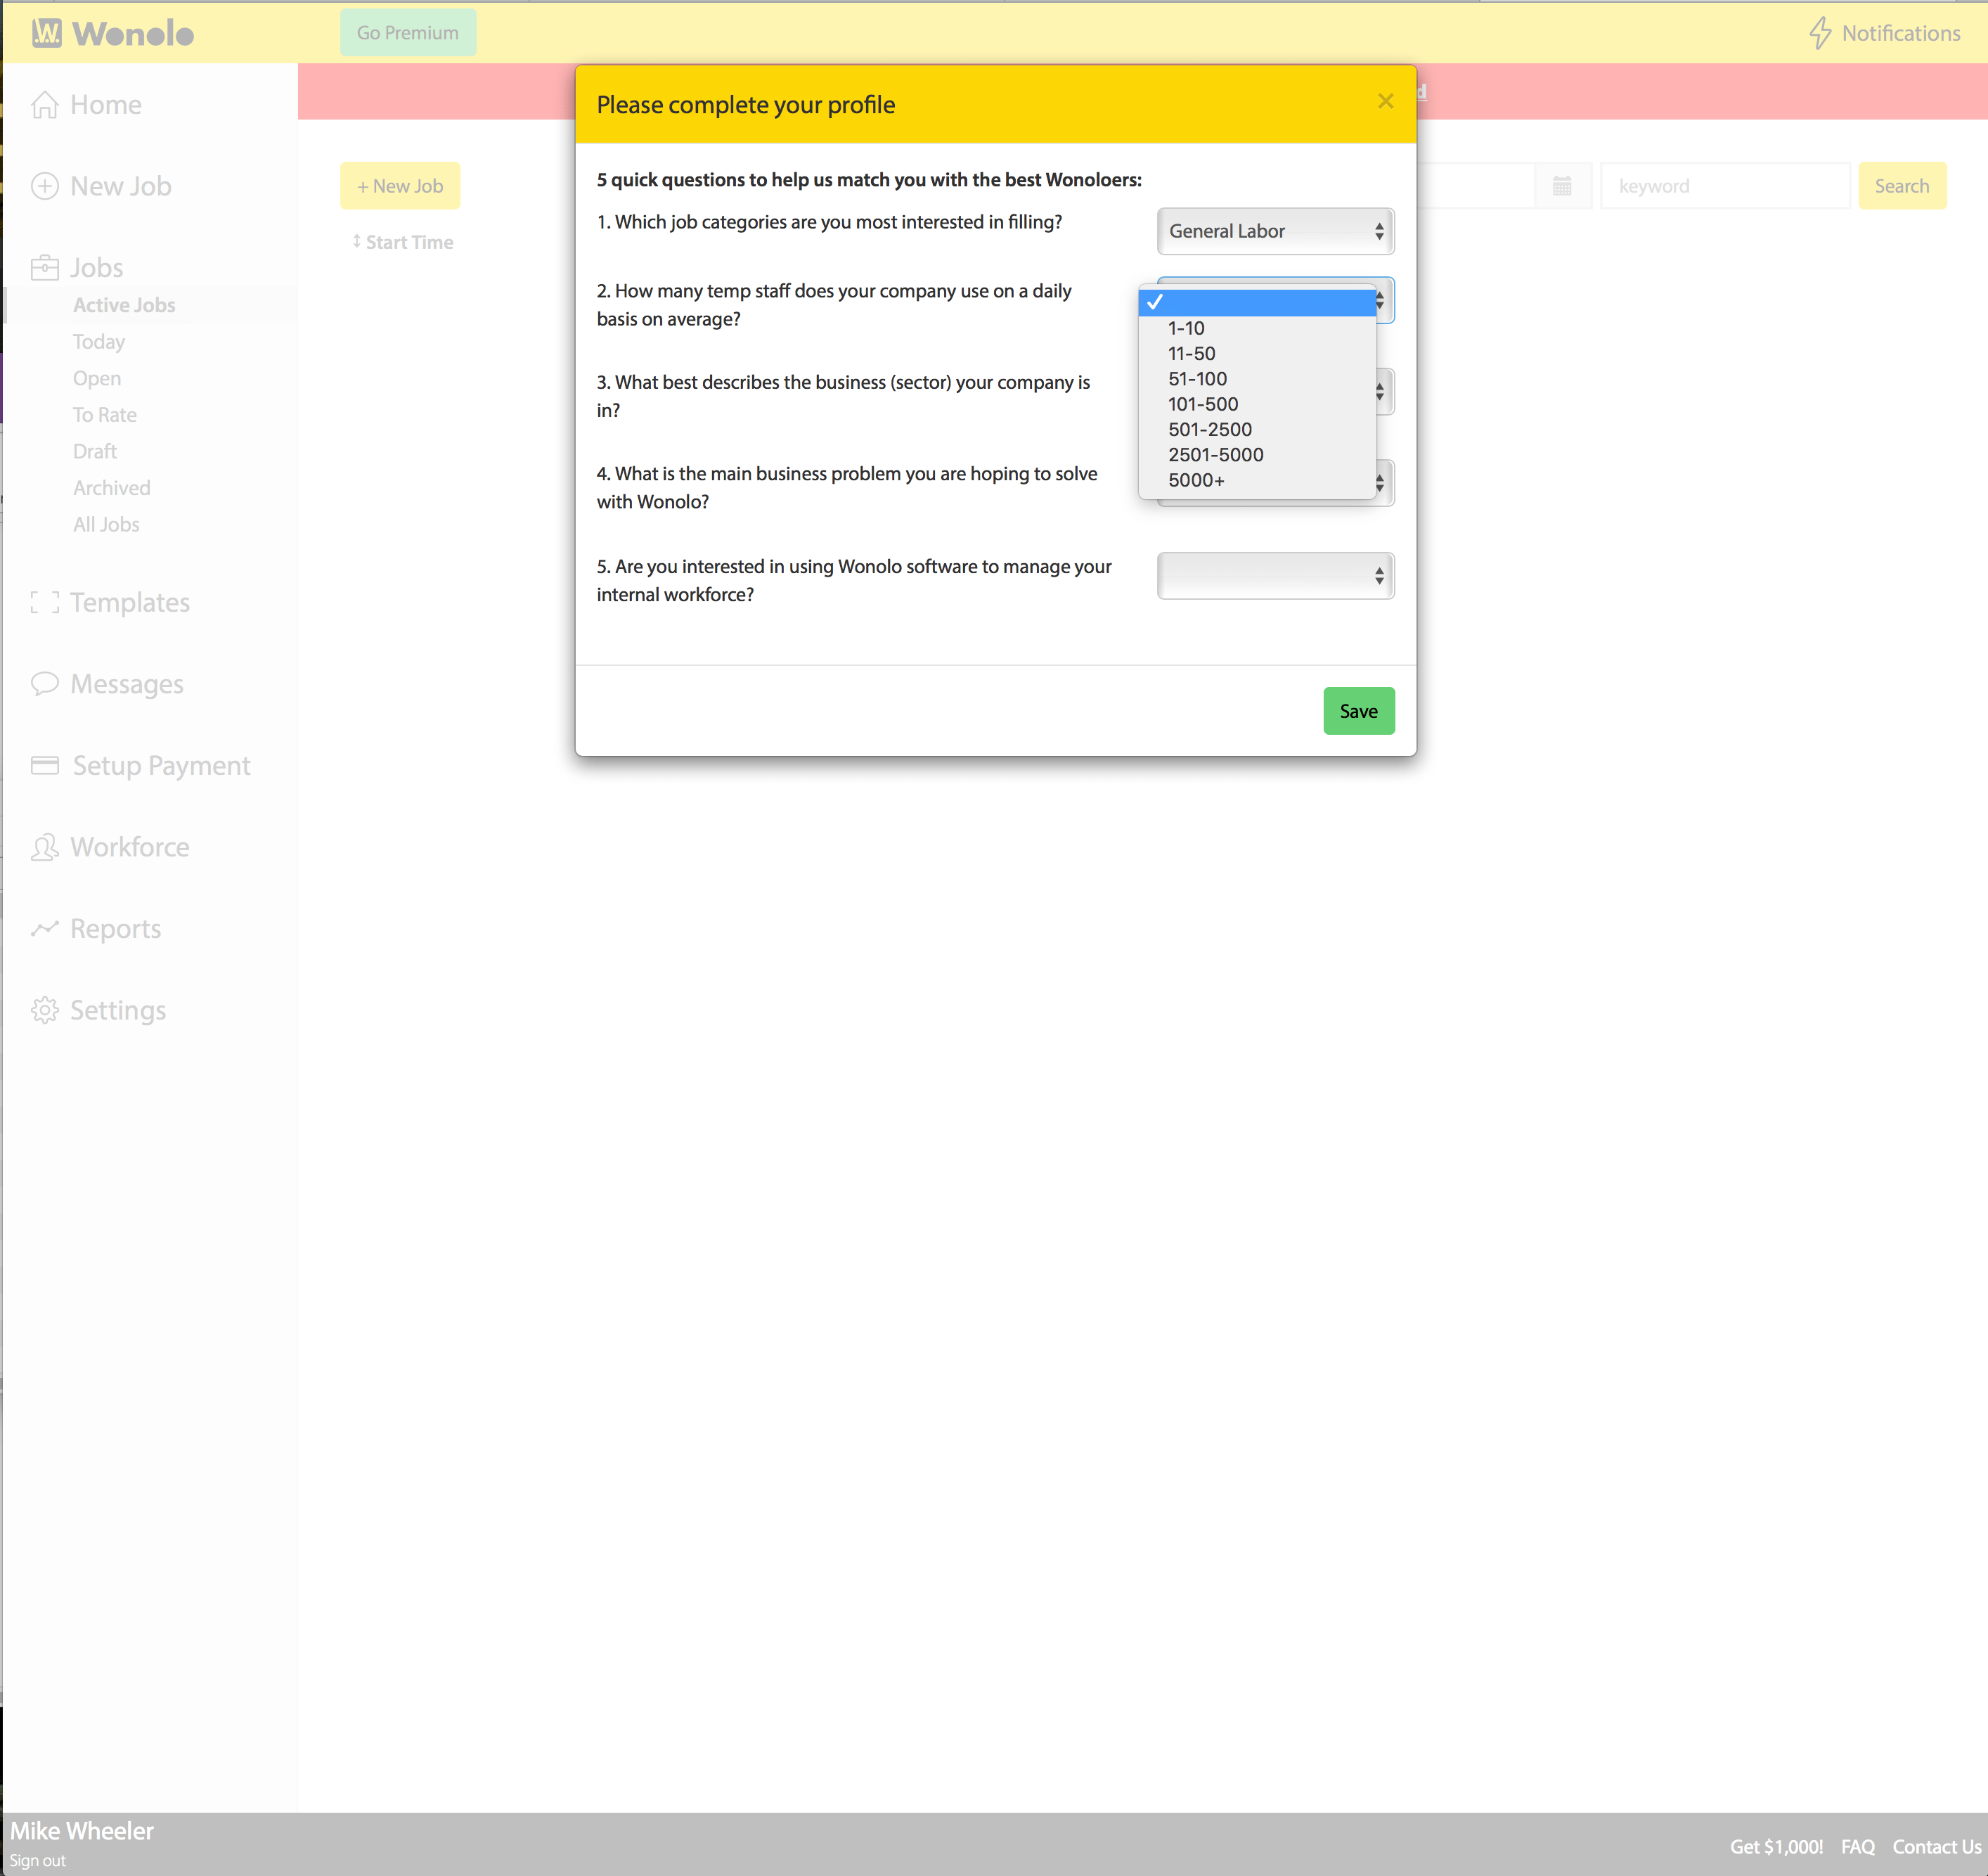 W. Wonolo
Go Premium
Notifications
Home
New Job
Jobs
Active Jobs
Today
Open
To Rate
Draft
Archived
All Jobs
Templates
Messages
Setup Payment
Workforce
Reports
Settings
+ New Job
Start Time
keyword
Search
Please complete your profile
×
5 quick questions to help us match you with the best Wonoloers:
1. Which job categories are you most interested in filling?
General Labor
2. How many temp staff does your company use on a daily
basis on average?
1-10
11-50
51-100
101-500
501-2500
2501-5000
5000+
3. What best describes the business (sector) your company is
in?
4. What is the main business problem you are hoping to solve
with Wonolo?
5. Are you interested in using Wonolo software to manage your
internal workforce?
Save
Mike Wheeler
Sign out
Get $1,000!
FAQ
Contact Us